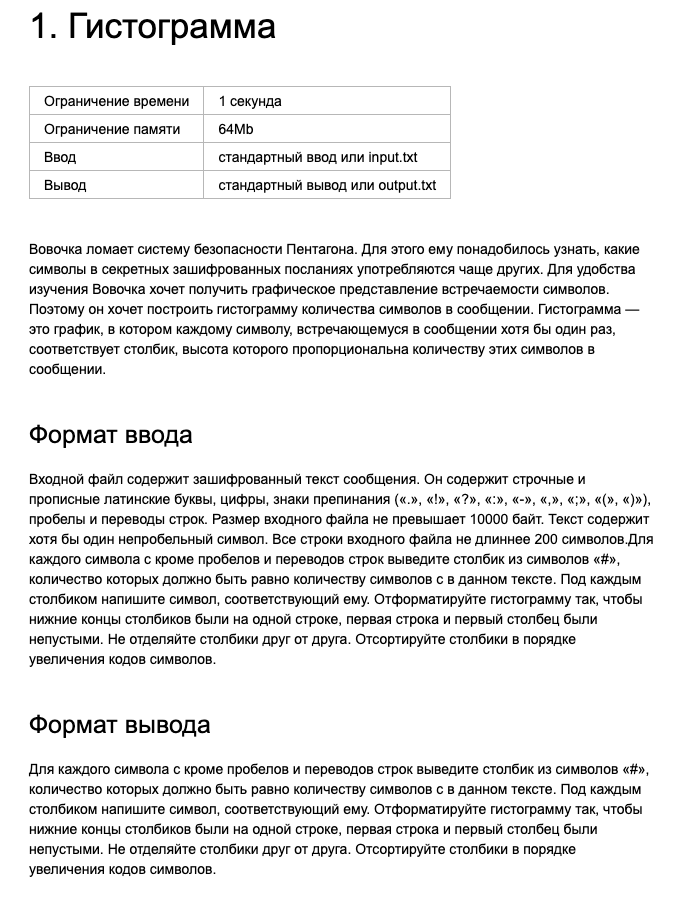 1. Гистограмма
Ограничение времени 1 секунда
Ограничение памяти 64Mb
Ввод стандартный ввод или input.txt
Вывод стандартный вывод или output.txt
Вовочка ломает систему безопасности Пентагона. Для этого ему понадобилось узнать, какие
символы в секретных зашифрованных посланиях употребляются чаще других. Для удобства
изучения Вовочка хочет получить графическое представление встречаемости символов.
Поэтому он хочет построить гистограмму количества символов в сообщении. Гистограмма —
это график, в котором каждому символу, встречающемуся в сообщении хотя бы один раз,
соответствует столбик, высота которого пропорциональна количеству этих символов в
сообщении.
Формат ввода
Входной файл содержит зашифрованный текст сообщения. Он содержит строчные и
прописные латинские буквы, цифры, знаки препинания («.», «!», «?», «:», «-», «,», «;», «(», «)»),
пробелы и переводы строк. Размер входного файла не превышает 10000 байт. Текст содержит
хотя бы один непробельный символ. Все строки входного файла не длиннее 200 символов.Для
каждого символа c кроме пробелов и переводов строк выведите столбик из символов «#»,
количество которых должно быть равно количеству символов c в данном тексте. Под каждым
столбиком напишите символ, соответствующий ему. Отформатируйте гистограмму так, чтобы
нижние концы столбиков были на одной строке, первая строка и первый столбец были
непустыми. Не отделяйте столбики друг от друга. Отсортируйте столбики в порядке
увеличения кодов символов.
Формат вывода
Для каждого символа c кроме пробелов и переводов строк выведите столбик из символов «#»,
количество которых должно быть равно количеству символов c в данном тексте. Под каждым
столбиком напишите символ, соответствующий ему. Отформатируйте гистограмму так, чтобы
нижние концы столбиков были на одной строке, первая строка и первый столбец были
непустыми. Не отделяйте столбики друг от друга. Отсортируйте столбики в порядке
увеличения кодов символов.